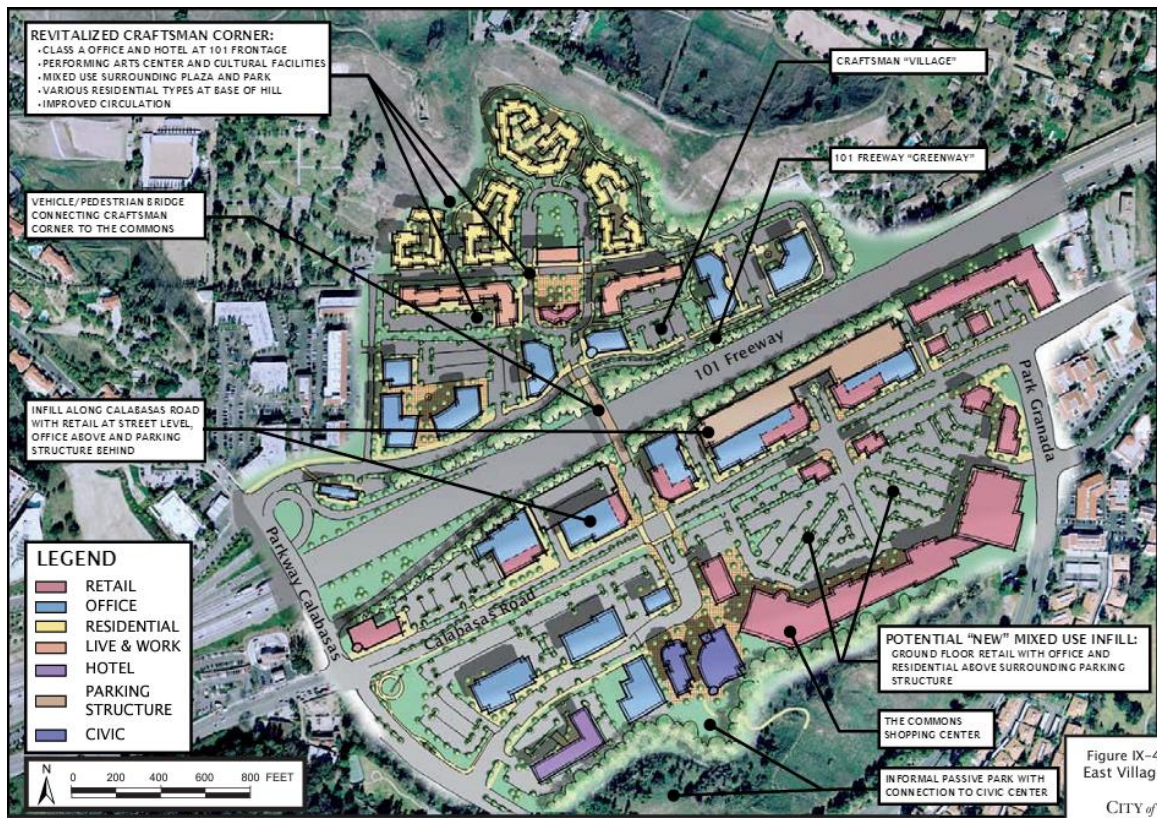 REVITALIZED CRAFTSMAN CORNER:
•CLASS A OFFICE AND HOTEL AT 101 FRONTAGE
•PERFORMING ARTS CENTER AND CULTURAL FACILITIES
•MIXED USE SURROUNDING PLAZA AND PARK
•VARIOUS RESIDENTIAL TYPES AT BASE OF HILL
•IMPROVED CIRCULATION
CRAFTSMAN "VILLAGE"
101 FREEWAY "GREENWAY"
VEHICLE/PEDESTRIAN BRIDGE
CONNECTING CRAFTSMAN
CORNER TO THE COMMONS
101 Freeway
Park Granada
INFILL ALONG CALABASAS ROAD
WITH RETAIL AT STREET LEVEL,
OFFICE ABOVE AND PARKING
STRUCTURE BEHIND
Parkway Calabasas
Calabasas Road
LEGEND
RETAIL
OFFICE
RESIDENTIAL
LIVE & WORK
HOTEL
PARKING
STRUCTURE
CIVIC
N
0 200 400 600 800 FEET
POTENTIAL "NEW" MIXED USE INFILL:
GROUND FLOOR RETAIL WITH OFFICE AND
RESIDENTIAL ABOVE SURROUNDING PARKING
STRUCTURE
THE COMMONS
SHOPPING CENTER
INFORMAL PASSIVE PARK WITH
CONNECTION TO CIVIC CENTER
Figure IX-4
East Villag
CITY of